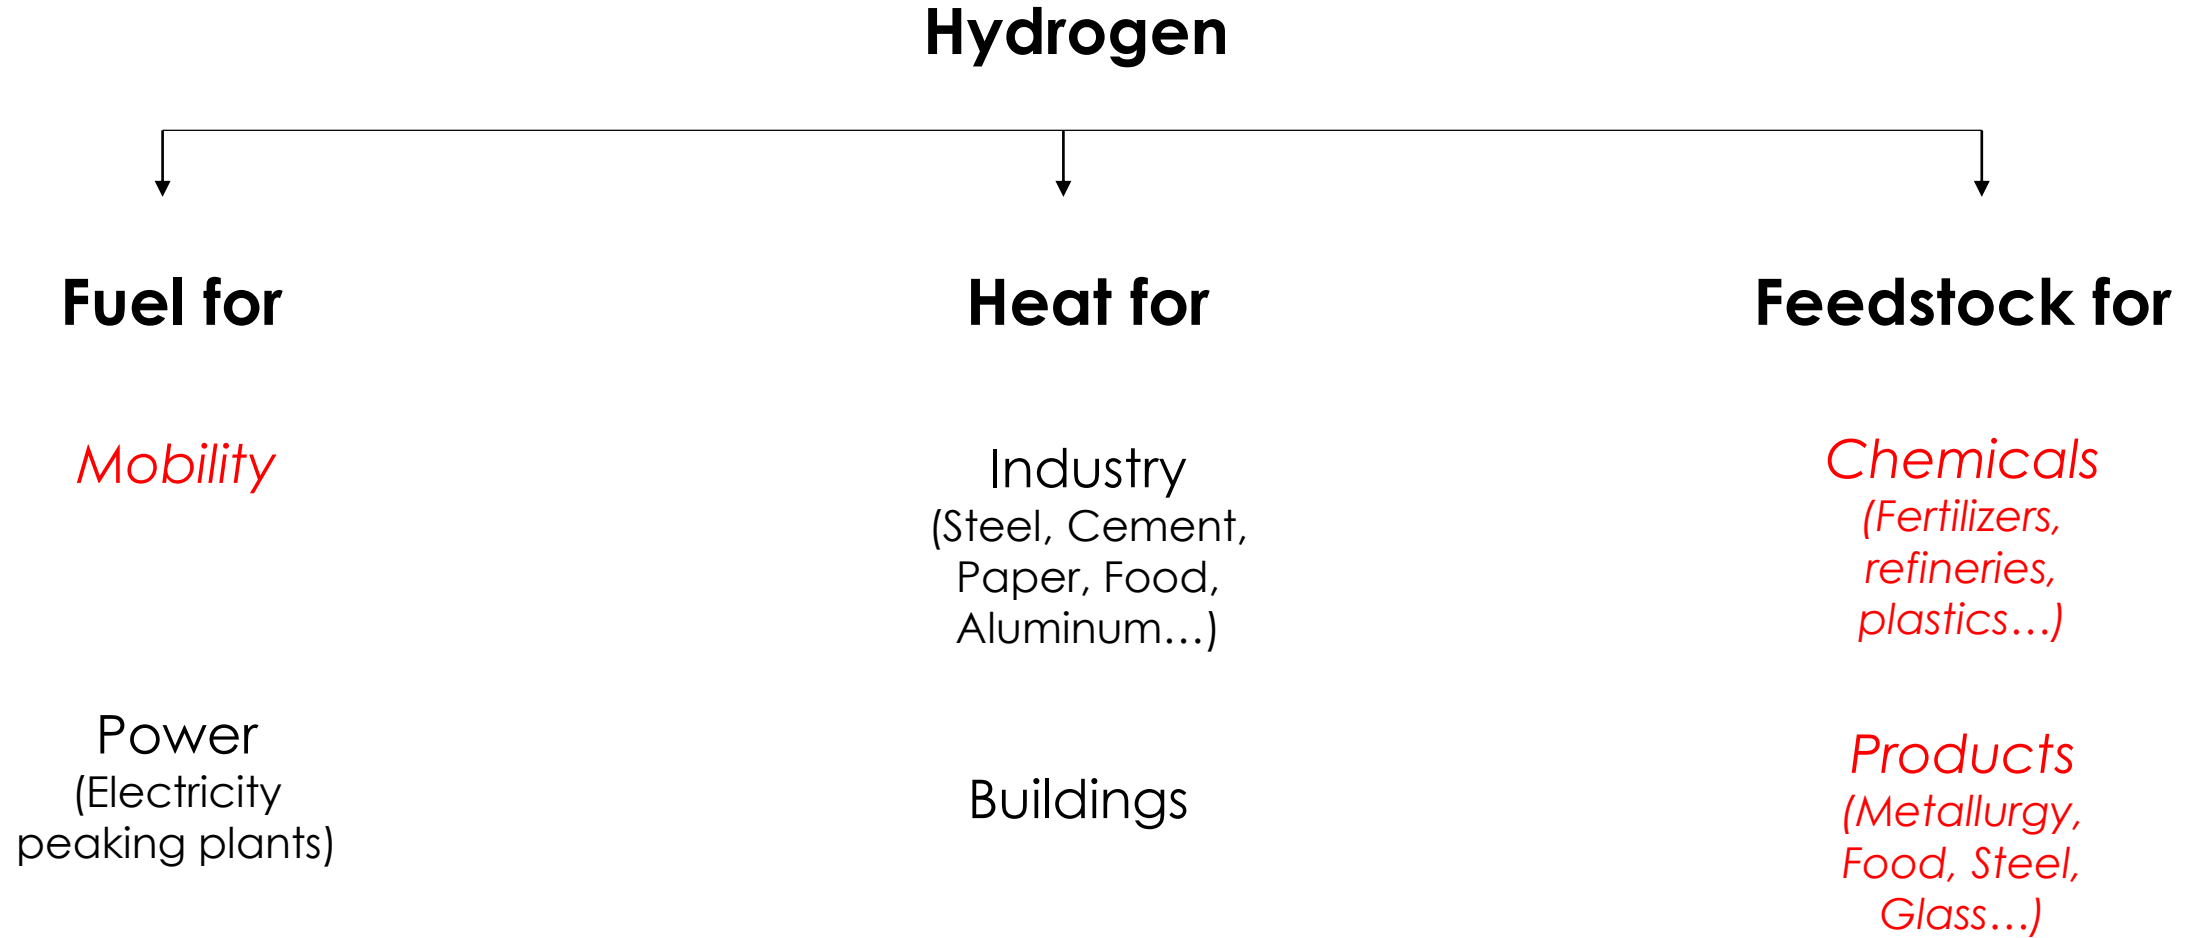 Hydrogen
Fuel for
Heat for
Feedstock for
Mobility
Power
(Electricity
peaking plants)
Industry
(Steel, Cement,
Paper, Food,
Aluminum…)
Buildings
Chemicals
(Fertilizers,
refineries,
plastics…)
Products
(Metallurgy,
Food, Steel,
Glass…)